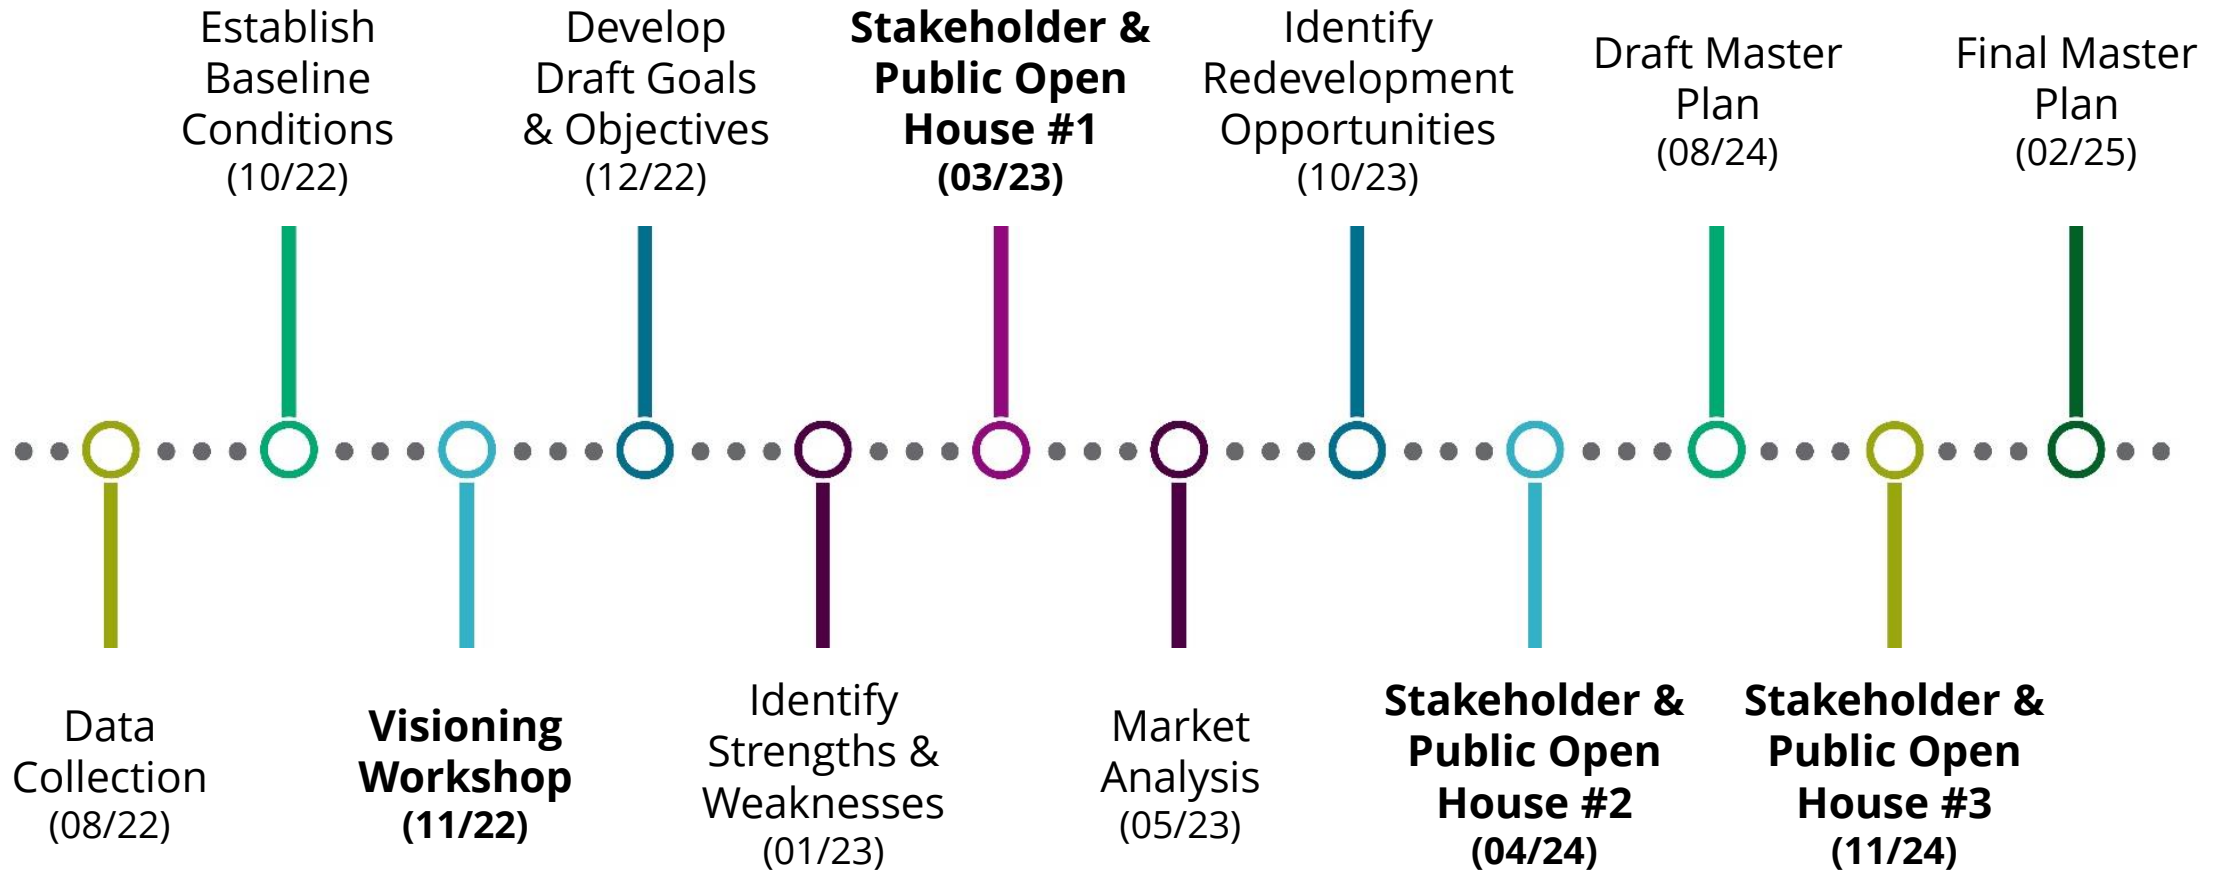 Establish
Baseline
Conditions
(10/22)
Develop
Draft Goals
& Objectives
(12/22)
Stakeholder &
Public Open
House #1
(03/23)
Identify
Redevelopment
Opportunities
(10/23)
Draft Master
Plan
(08/24)
Final Master
Plan
(02/25)
Data
Collection
(08/22)
Visioning
Workshop
(11/22)
Identify
Strengths &
Weaknesses
(01/23)
Market
Analysis
(05/23)
Stakeholder &
Public Open
House #2
(04/24)
Stakeholder &
Public Open
House #3
(11/24)